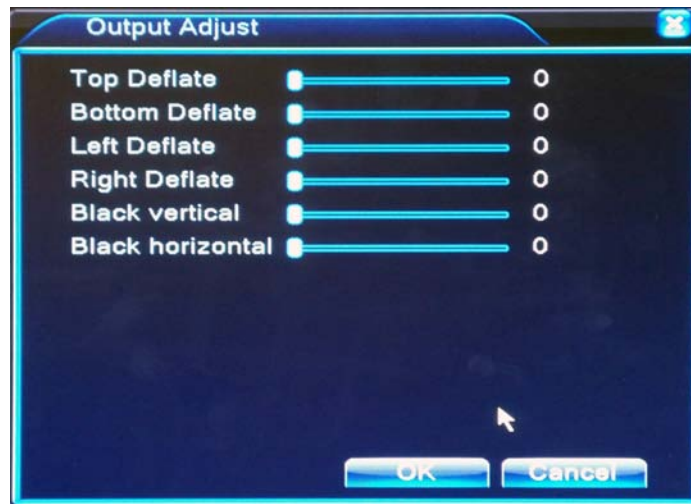 Output Adjust
Top Deflate 0
Bottom Deflate 0
Left Deflate 0
Right Deflate 0
Black vertical 0
Black horizontal 0
OK Cancel